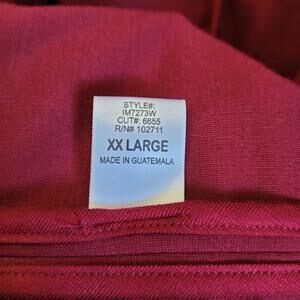 STYLE#:
IM7273W
CUT#: 6655
R/N# 102711
XX LARGE
MADE IN GUATEMALA